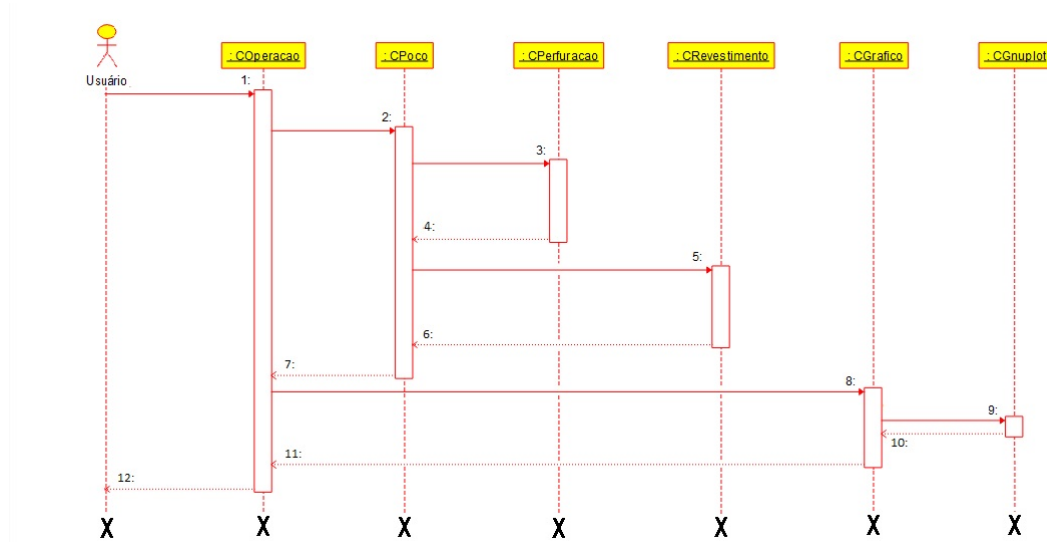 : COperacao
: CPoco
: CPerfuracao
: CRevestimento
: CGrafico
: CGnuplot
Usuário
1:
2:
3:
4:
5:
6:
7:
8:
9:
10:
11:
12:
X X X X X X X